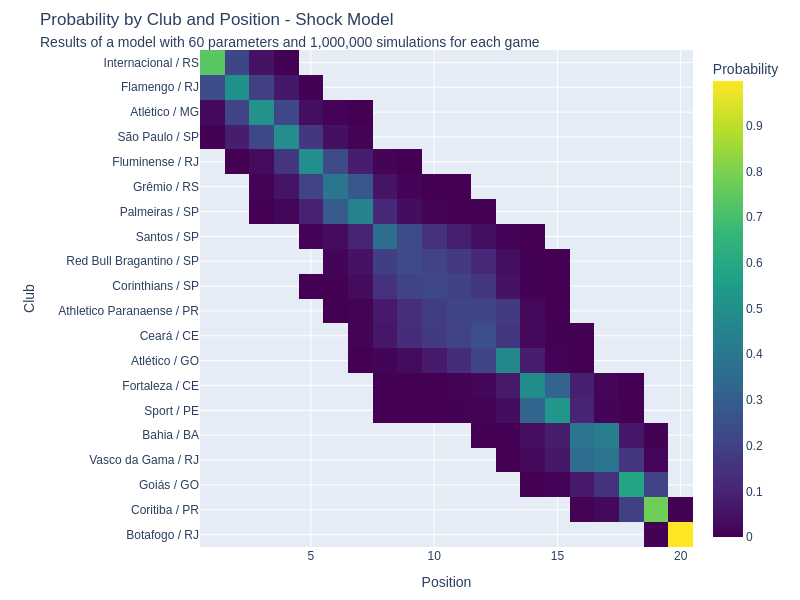 Probability by Club and Position - Shock Model
Results of a model with 60 parameters and 1,000,000 simulations for each game
Probability
Internacional / RS
Flamengo / RJ
Atlético / MG
São Paulo / SP
Fluminense / RJ
Grêmio / RS
Palmeiras / SP
Santos / SP
Red Bull Bragantino / SP
Corinthians / SP
Athletico Paranaense / PR
Ceará / CE
Atlético / GO
Fortaleza / CE
Sport / PE
Bahia / BA
Vasco da Gama / RJ
Goiás / GO
Coritiba / PR
Botafogo / RJ
Club
5
10
15
20
Position
0.9
0.8
0.7
0.6
0.5
0.4
0.3
0.2
0.1
0